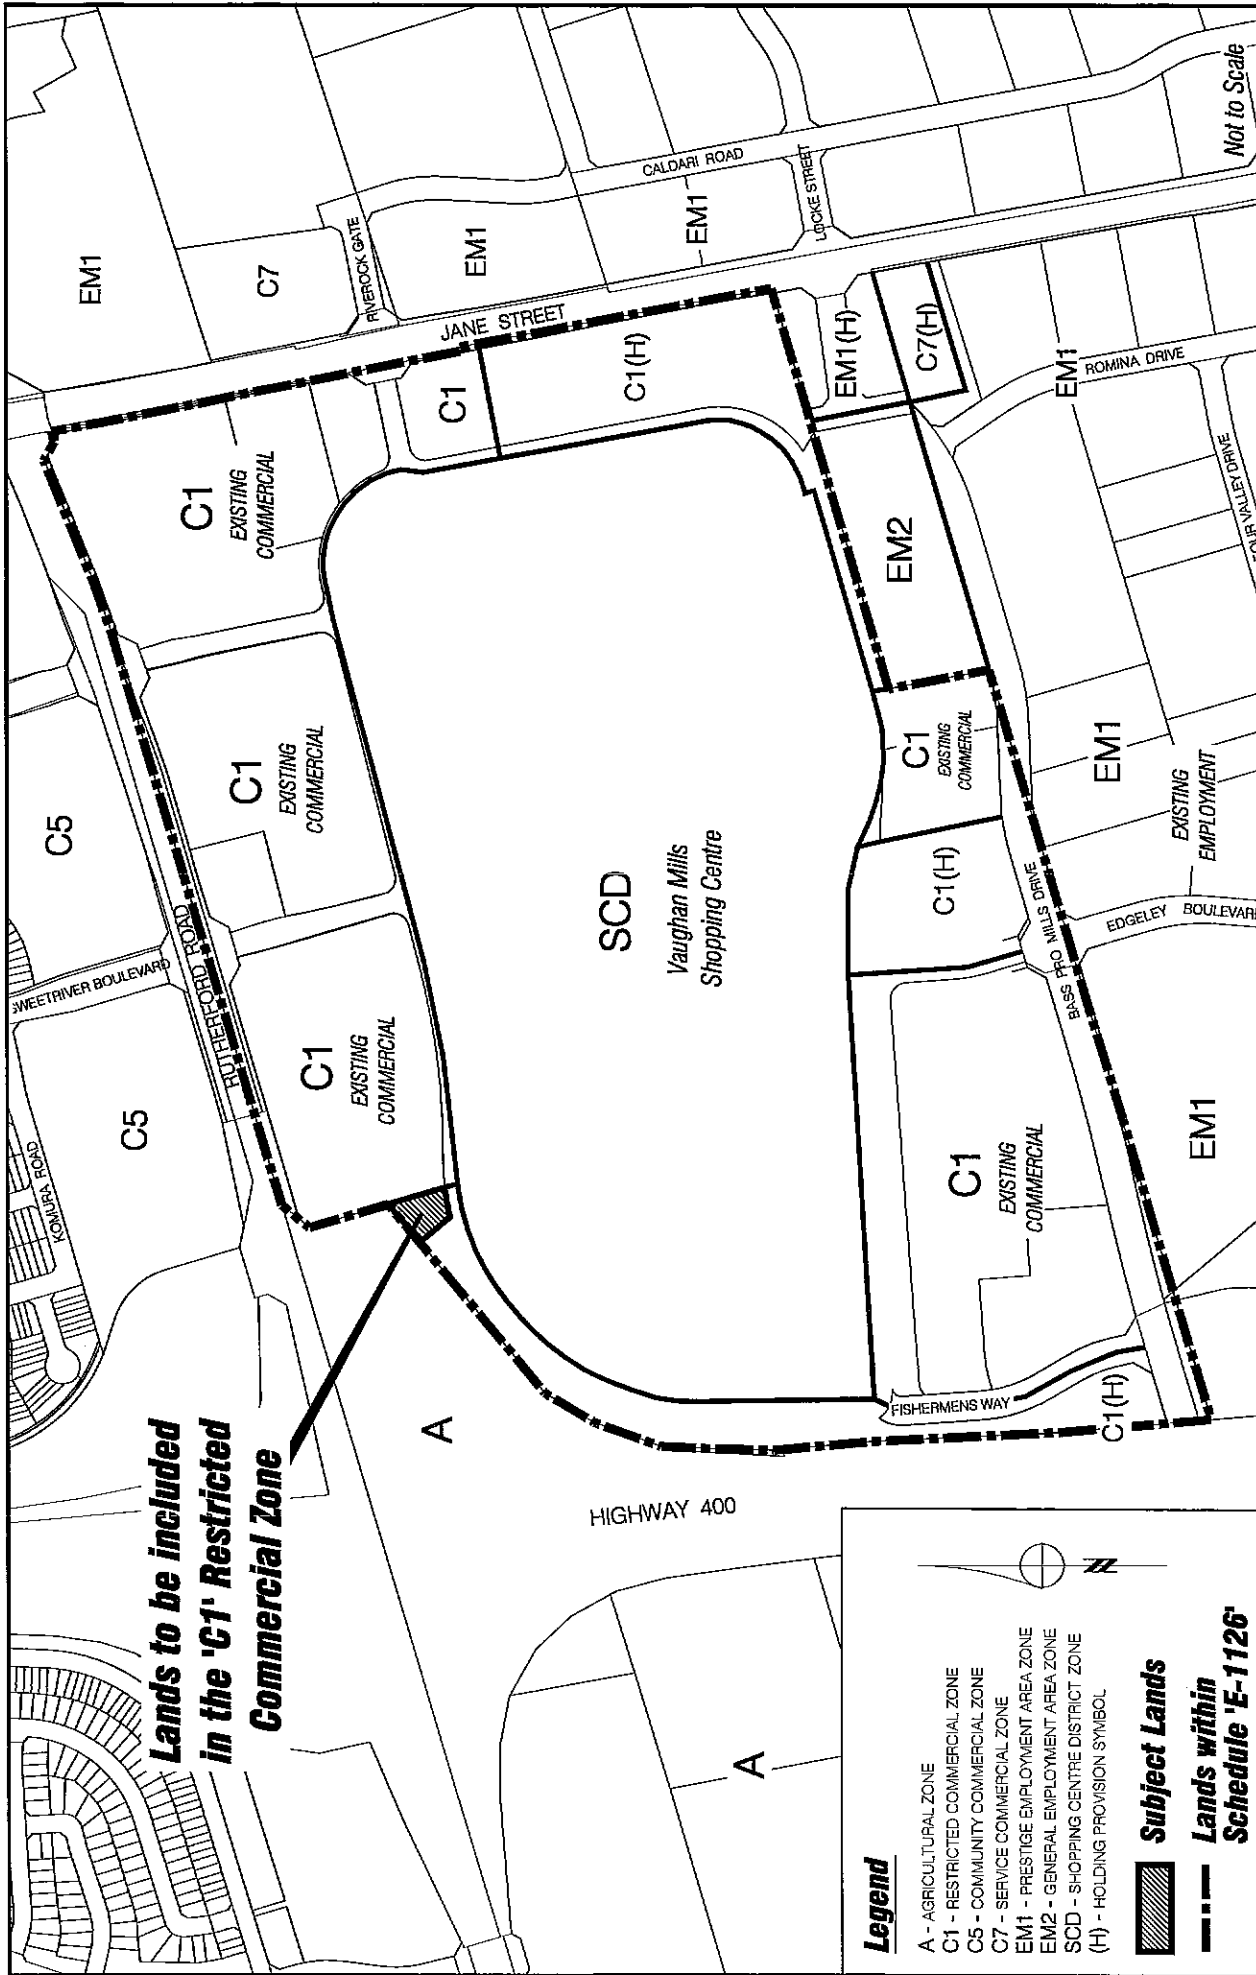 Lands to be included
in the 'C1' Restricted
Commercial Zone
KOMURA ROAD
C5
SWEETRIVER BOULEVARD
C5
RUTHERFORD ROAD
C1
EXISTING
COMMERCIAL
C1
EXISTING
COMMERCIAL
C1
EXISTING
COMMERCIAL
EM1
C7
RIVEROCK GATE
EM1
JANE STREET
CALDARI ROAD
EM1
LOCKE STREET
Not to Scale
C1
C1(H)
EM1(H)
C7(H)
EM1
ROMINA DRIVE
FOUR VALLEY DRIVE
A
SCD
Vaughan Mills
Shopping Centre
EM2
C1
EXISTING
COMMERCIAL
C1(H)
EM1
EXISTING
EMPLOYMENT
BASS PRO MILLS DRIVE
EDGELEY BOULEVARD
C1
EXISTING
COMMERCIAL
EM1
FISHERMENS WAY
C1(H)
HIGHWAY 400
A
Legend
A - AGRICULTURAL ZONE
C1 - RESTRICTED COMMERCIAL ZONE
C5 - COMMUNITY COMMERCIAL ZONE
C7 - SERVICE COMMERCIAL ZONE
EM1 - PRESTIGE EMPLOYMENT AREA ZONE
EM2 - GENERAL EMPLOYMENT AREA ZONE
SCD - SHOPPING CENTRE DISTRICT ZONE
(H) - HOLDING PROVISION SYMBOL
N
Subject Lands
Lands within
Schedule 'E-1126'